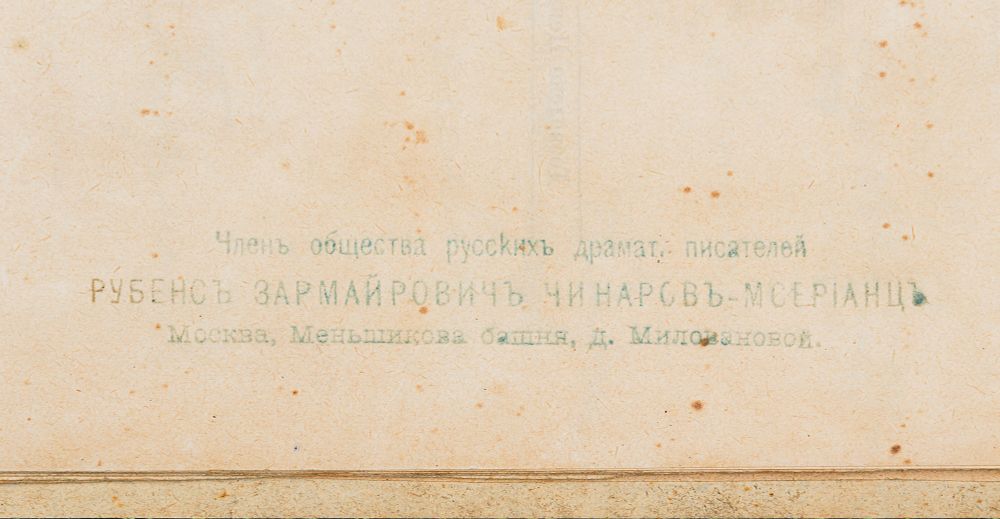 Членъ общества русскихъ драмат. писателей
РУБЕНСЪ ЗАРМАЙРОВИЧЪ ЧИНАРОВЪ-МСЕРІАНЦЪ
Москва, Меньшикова башня, д. Миловановой.